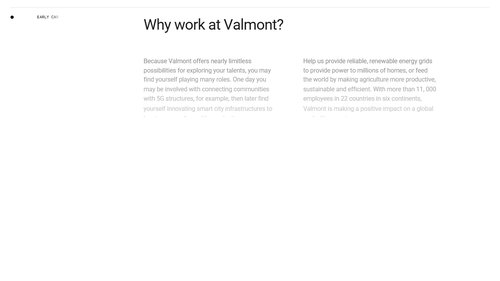 EARLY
Why work at Valmont?
Because Valmont offers nearly limitless
possibilities for exploring your talents, you may
find yourself playing many roles. One day you
may be involved with connecting communities
with 5G structures, for example, then later find
yourself innovating smart city infrastructures to
Help us provide reliable, renewable energy grids
to provide power to millions of homes, or feed
the world by making agriculture more productive,
sustainable and efficient. With more than 11, 000
employees in 22 countries in six continents,
Valmont is making a positive impact on a global